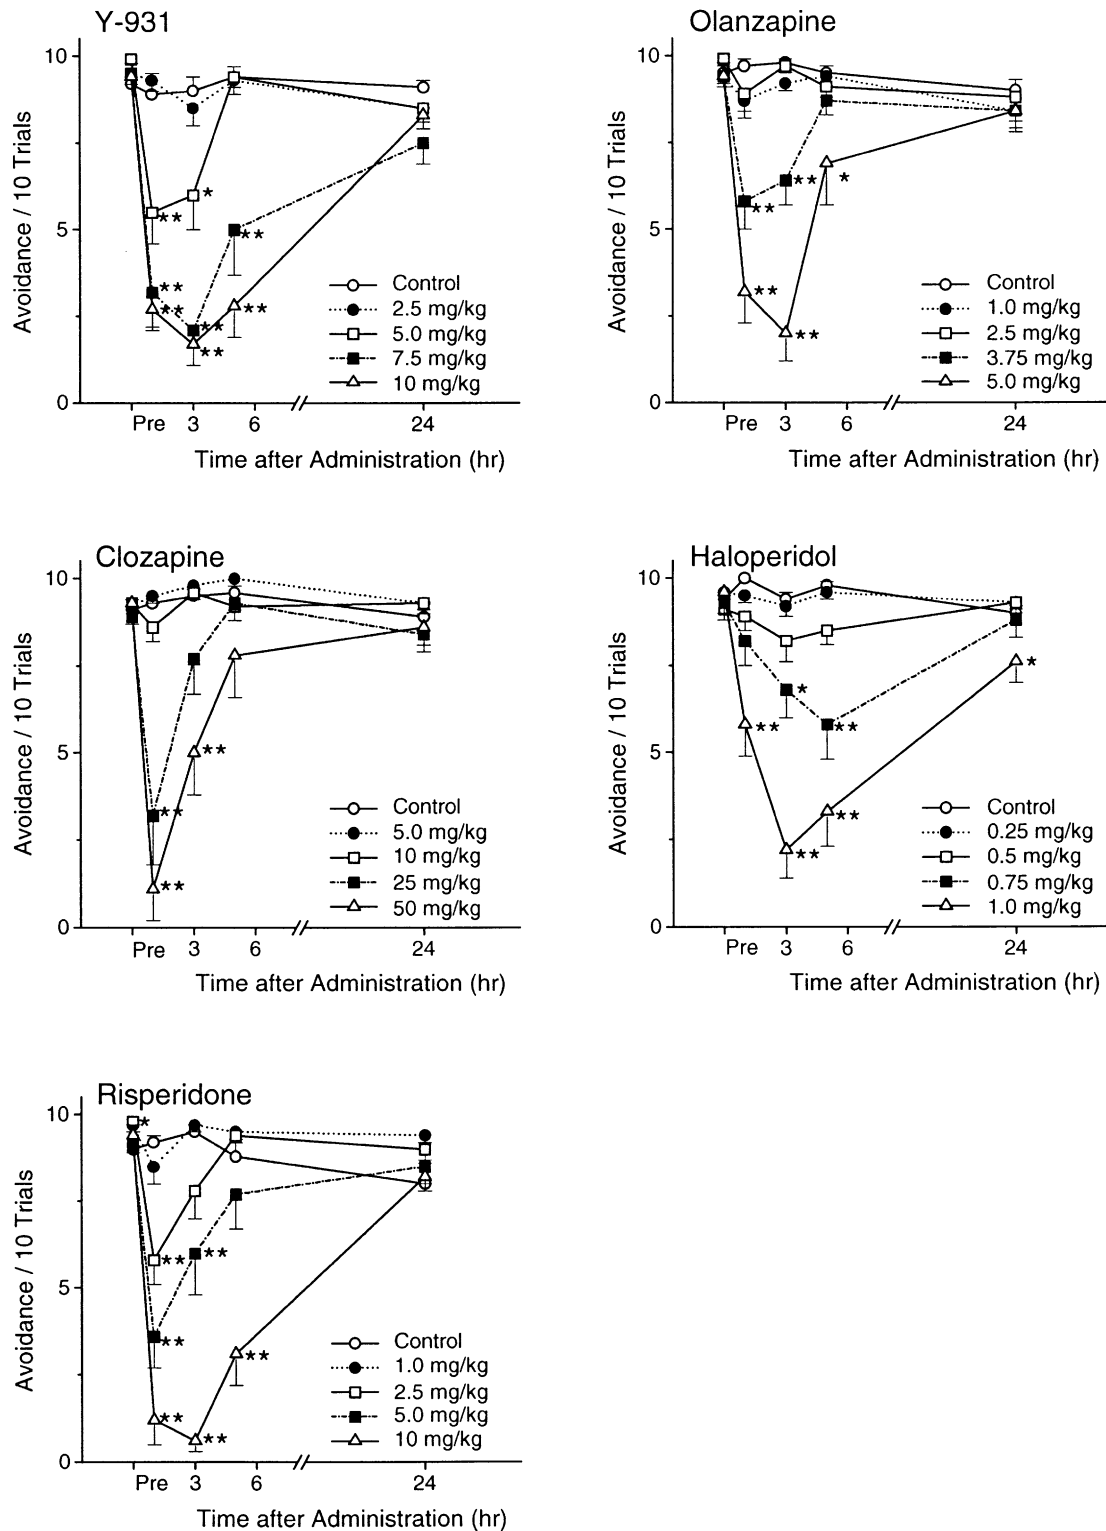 Y-931
10
5
0
Avoidance / 10 Trials
**
*
**
**
**
**
**
**
Control
2.5 mg/kg
5.0 mg/kg
7.5 mg/kg
10 mg/kg
Pre 3 6 24
Time after Administration (hr)
Olanzapine
10
5
0
Avoidance / 10 Trials
**
**
*
**
**
Control
1.0 mg/kg
2.5 mg/kg
3.75 mg/kg
5.0 mg/kg
Pre 3 6 24
Time after Administration (hr)
Clozapine
10
5
0
Avoidance / 10 Trials
**
**
**
Control
5.0 mg/kg
10 mg/kg
25 mg/kg
50 mg/kg
Pre 3 6 24
Time after Administration (hr)
Haloperidol
10
5
0
Avoidance / 10 Trials
*
*
**
**
**
**
Control
0.25 mg/kg
0.5 mg/kg
0.75 mg/kg
1.0 mg/kg
Pre 3 6 24
Time after Administration (hr)
Risperidone
10
5
0
Avoidance / 10 Trials
*
**
**
**
**
**
**
Control
1.0 mg/kg
2.5 mg/kg
5.0 mg/kg
10 mg/kg
Pre 3 6 24
Time after Administration (hr)